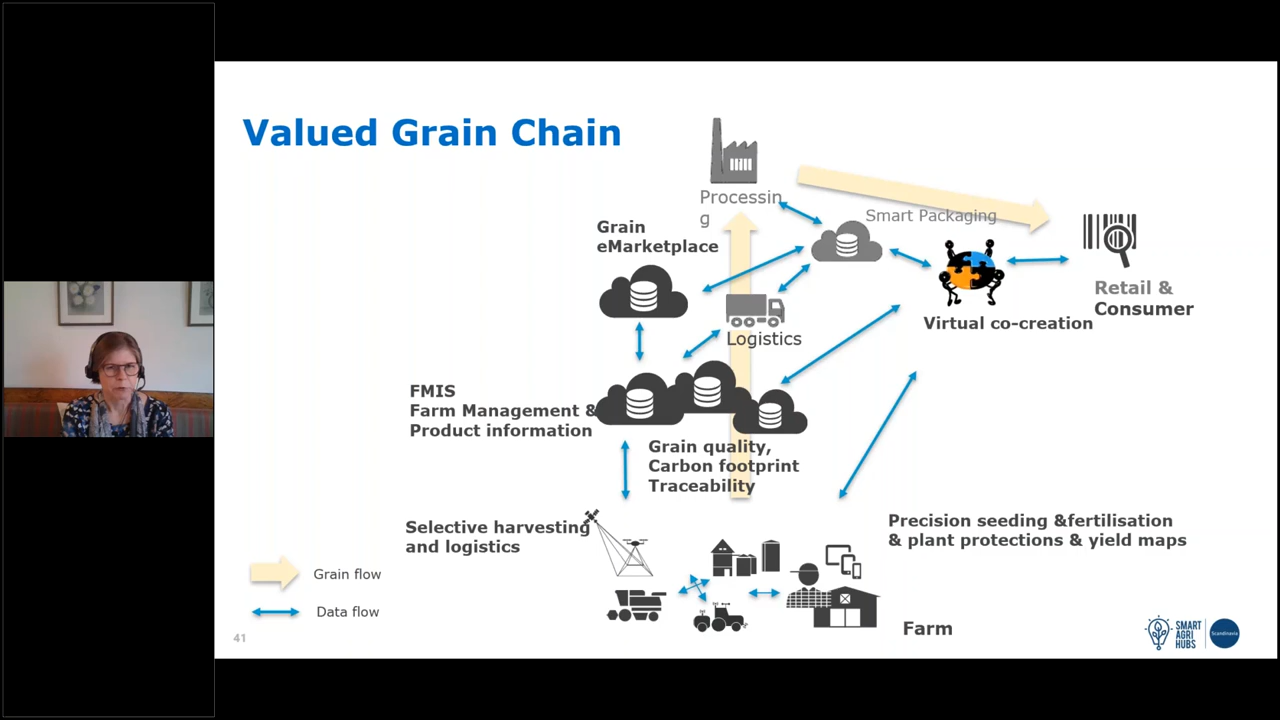 Valued Grain Chain
Processin
g
Smart Packaging
Grain
eMarketplace
Retail &
Consumer
Virtual co-creation
Logistics
FMIS
Farm Management &
Product information
Grain quality,
Carbon footprint
Traceability
Selective harvesting
and logistics
Precision seeding &fertilisation
& plant protections & yield maps
Grain flow
Data flow
Farm
41
SMART
AGRI
HUBS
Scandinavia